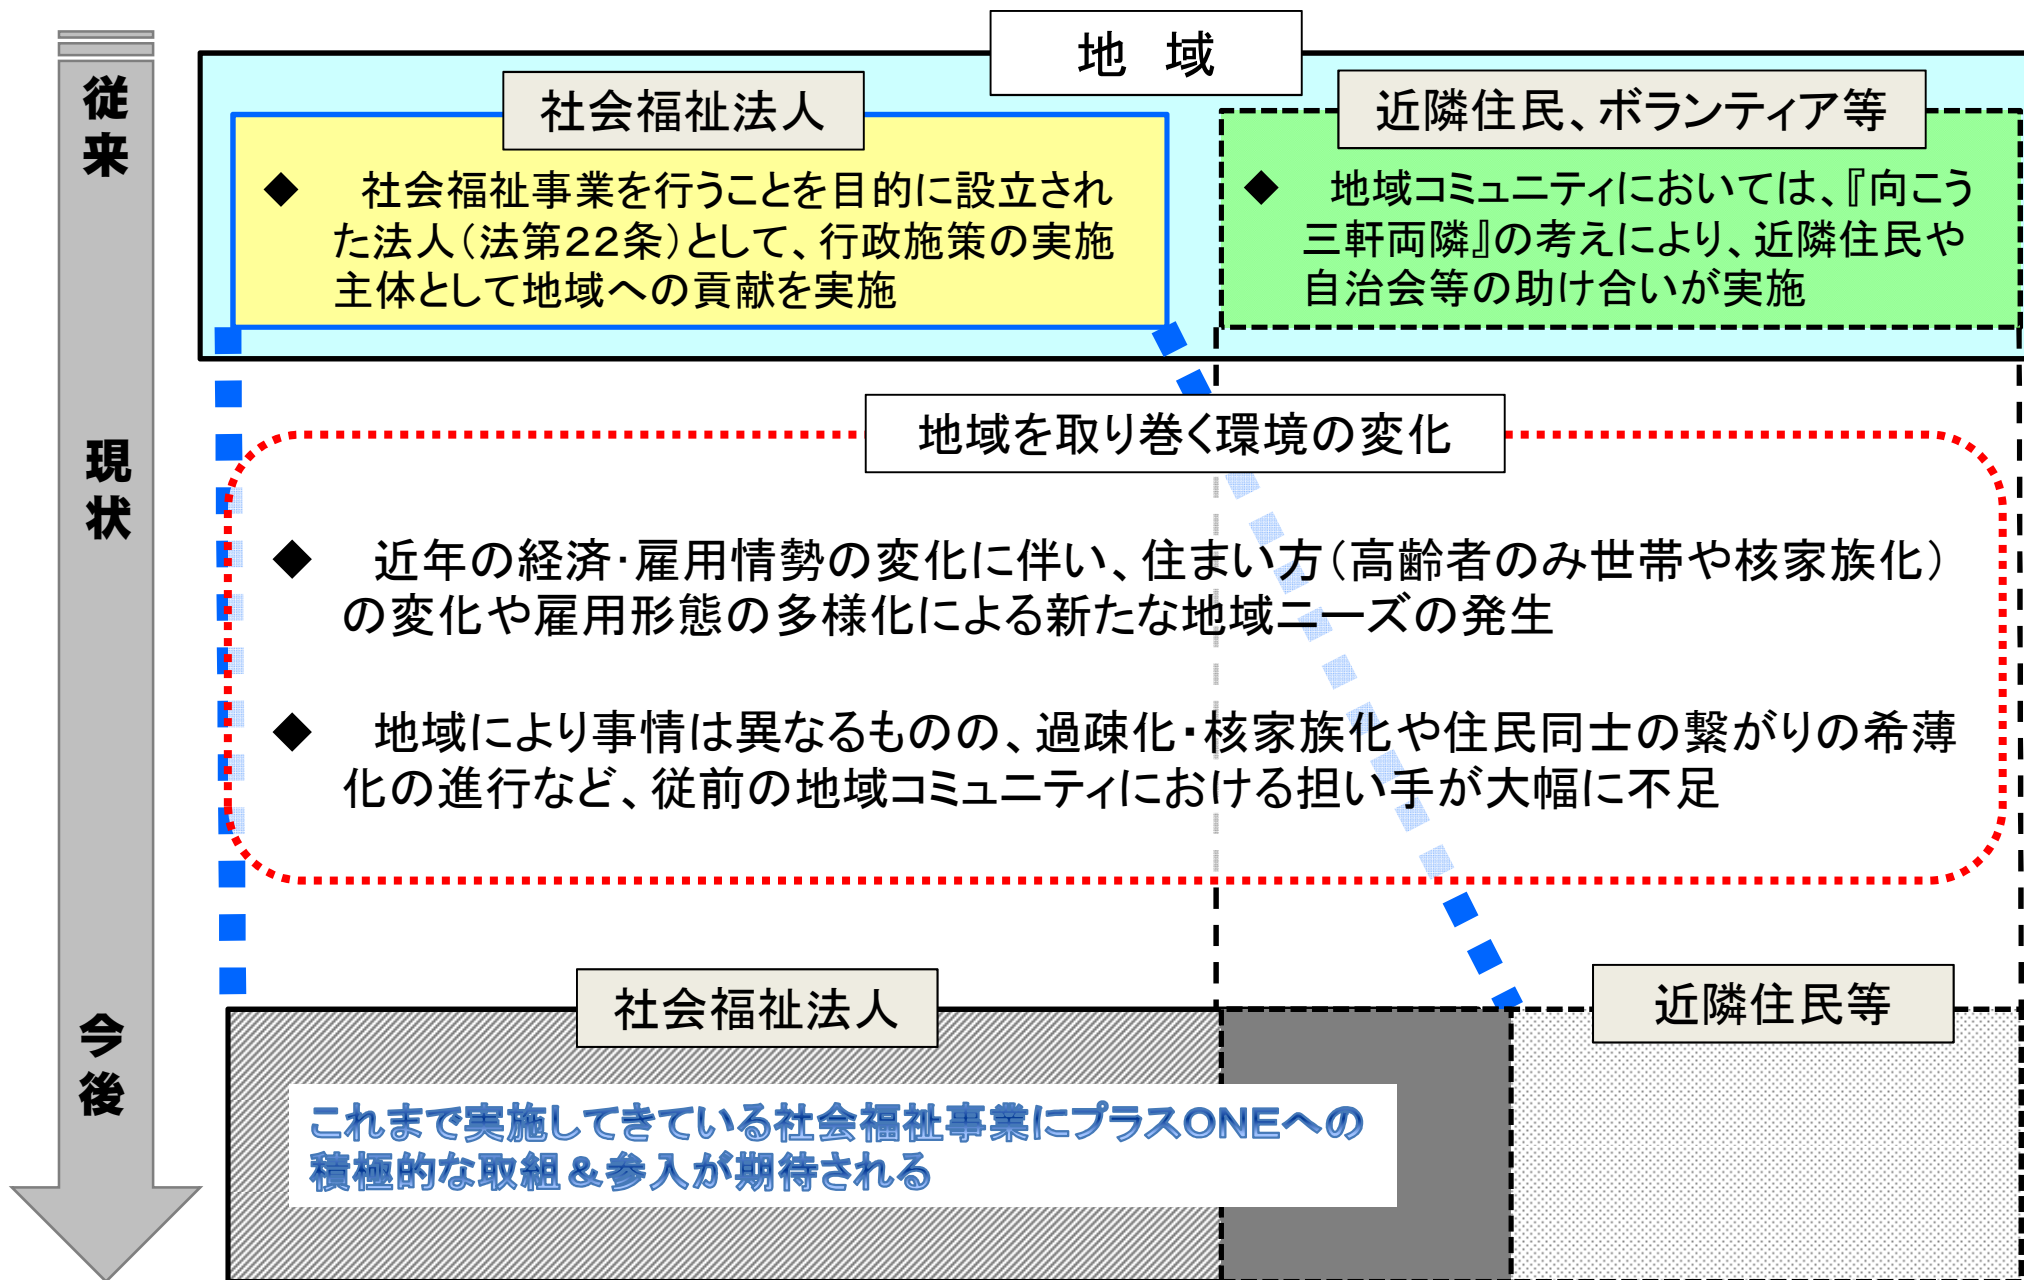 地　域
従来
社会福祉法人
◆　社会福祉事業を行うことを目的に設立され
た法人（法第２２条）として、行政施策の実施
主体として地域への貢献を実施
近隣住民、ボランティア等
◆　地域コミュニティにおいては、『向こう
三軒両隣』の考えにより、近隣住民や
自治会等の助け合いが実施
現状
地域を取り巻く環境の変化
◆　近年の経済・雇用情勢の変化に伴い、住まい方（高齢者のみ世帯や核家族化）
の変化や雇用形態の多様化による新たな地域ニーズの発生
◆　地域により事情は異なるものの、過疎化・核家族化や住民同士の繋がりの希薄
化の進行など、従前の地域コミュニティにおける担い手が大幅に不足
今後
社会福祉法人
近隣住民等
これまで実施してきている社会福祉事業にプラスＯＮＥへの
積極的な取組＆参入が期待される